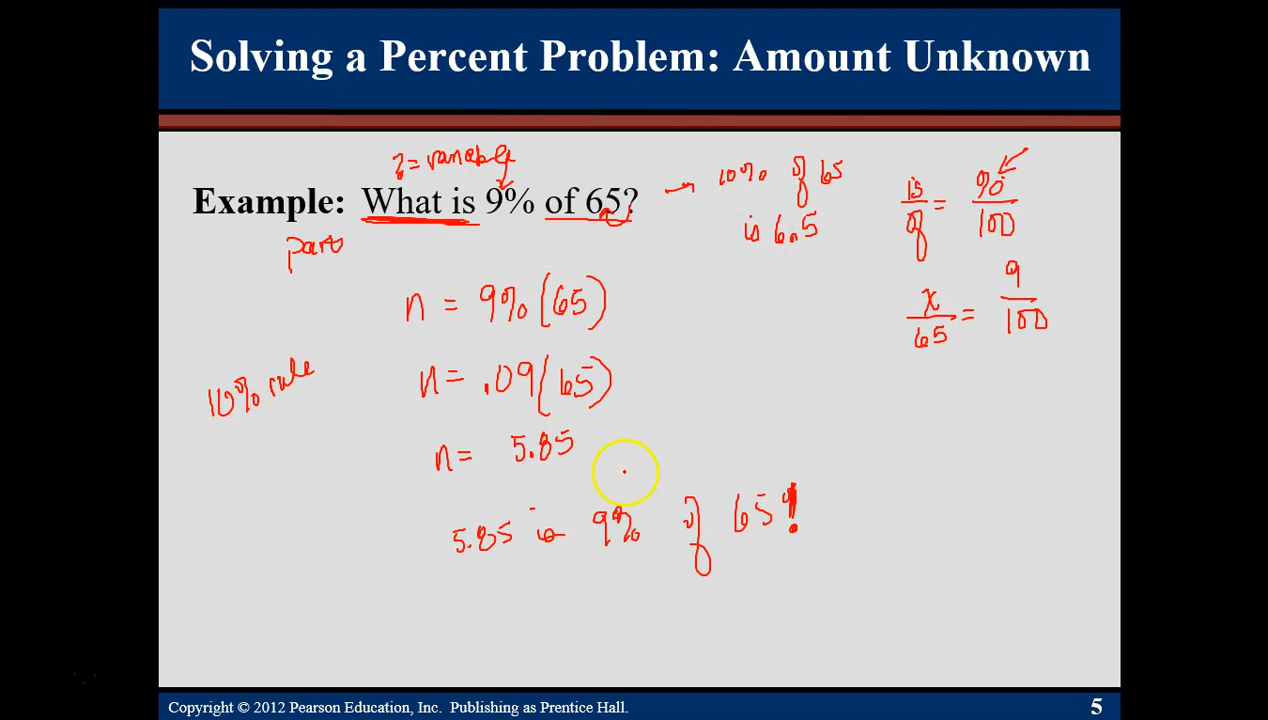 Solving a Percent Problem: Amount Unknown
? = variable
Example: What is 9% of 65?
→ 10% of 65
is 6.5
is/of = %/100
part
n = 9% (65)
x/65 = 9/100
10% rule
n = .09 (65)
n = 5.85
5.85 is 9% of 65!
Copyright © 2012 Pearson Education, Inc. Publishing as Prentice Hall.
5